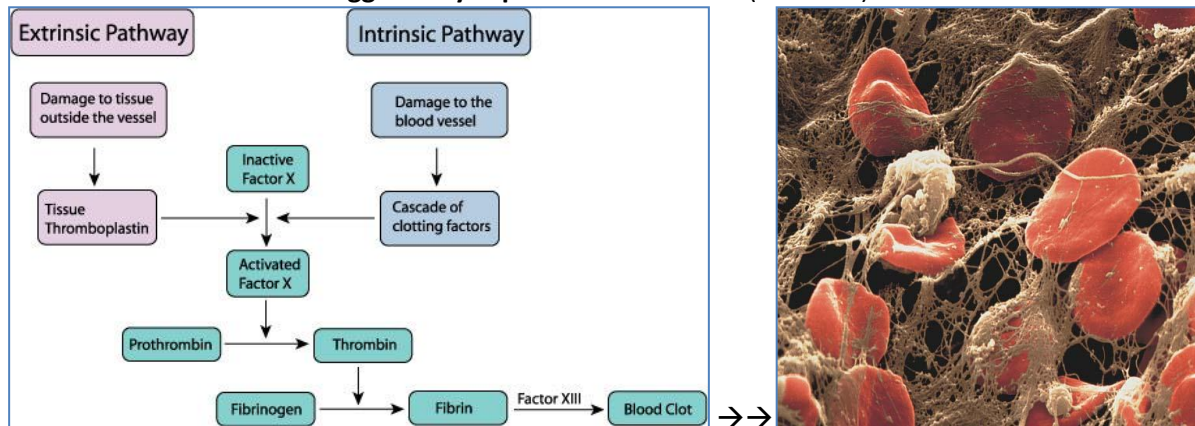 Extrinsic Pathway
Intrinsic Pathway
Damage to tissue
outside the vessel
Damage to the
blood vessel
Inactive
Factor X
Tissue
Thromboplastin
Cascade of
clotting factors
Activated
Factor X
Prothrombin
Thrombin
Fibrinogen
Fibrin
Factor XIII
Blood Clot
→→